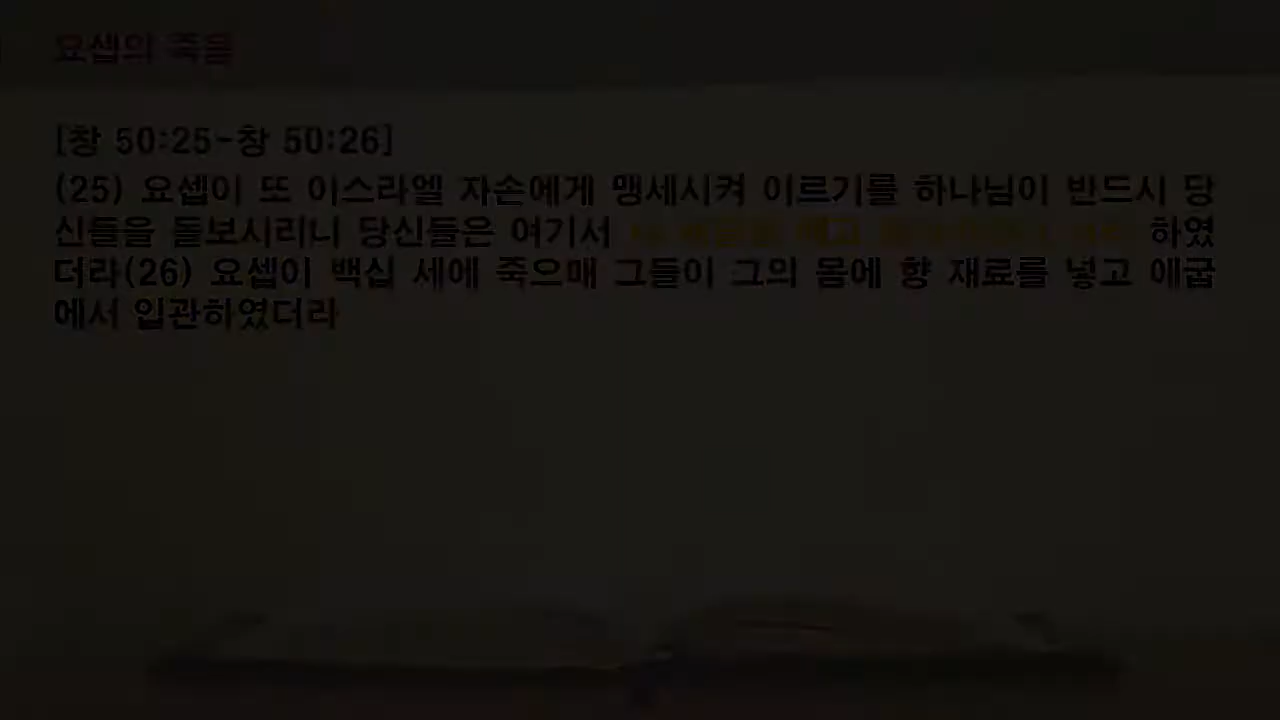 요셉의 죽음
[창 50:25-창 50:26]
(25) 요셉이 또 이스라엘 자손에게 맹세시켜 이르기를 하나님이 반드시 당
신들을 돌보시리니 당신들은 여기서 하였
더라(26) 요셉이 백십 세에 죽으매 그들이 그의 몸에 향 재료를 넣고 애굽
에서 입관하였더라